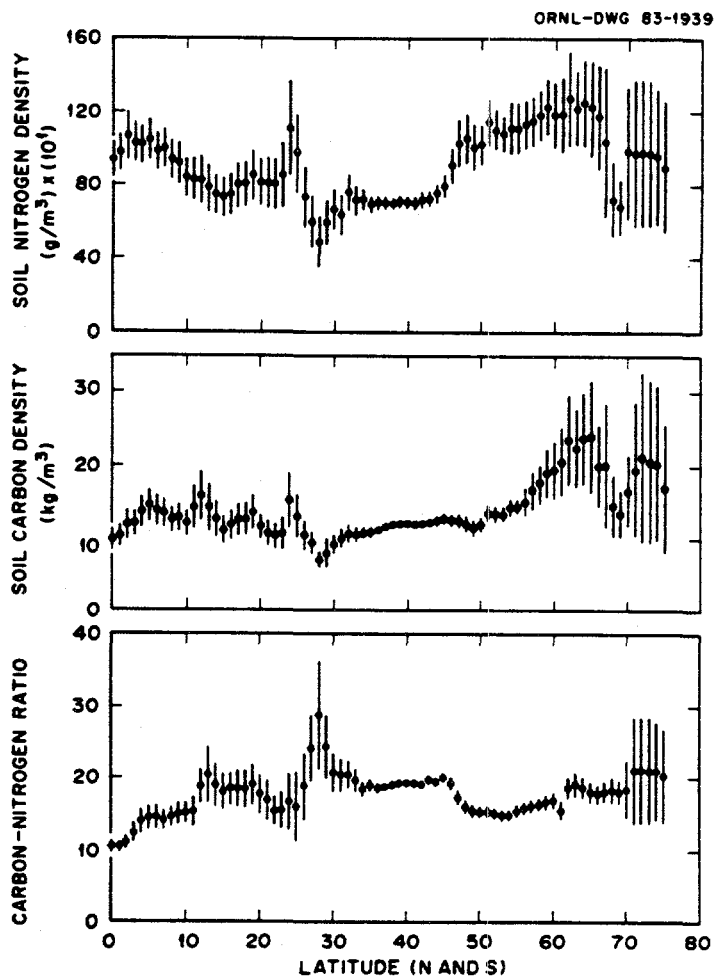 ORNL-DWG 83-1939
SOIL NITROGEN DENSITY
(g/m³) x (10¹)
160
120
80
40
0
SOIL CARBON DENSITY
(kg/m³)
30
20
10
0
CARBON-NITROGEN RATIO
40
30
20
10
0
0 10 20 30 40 50 60 70 80
LATITUDE (N AND S)